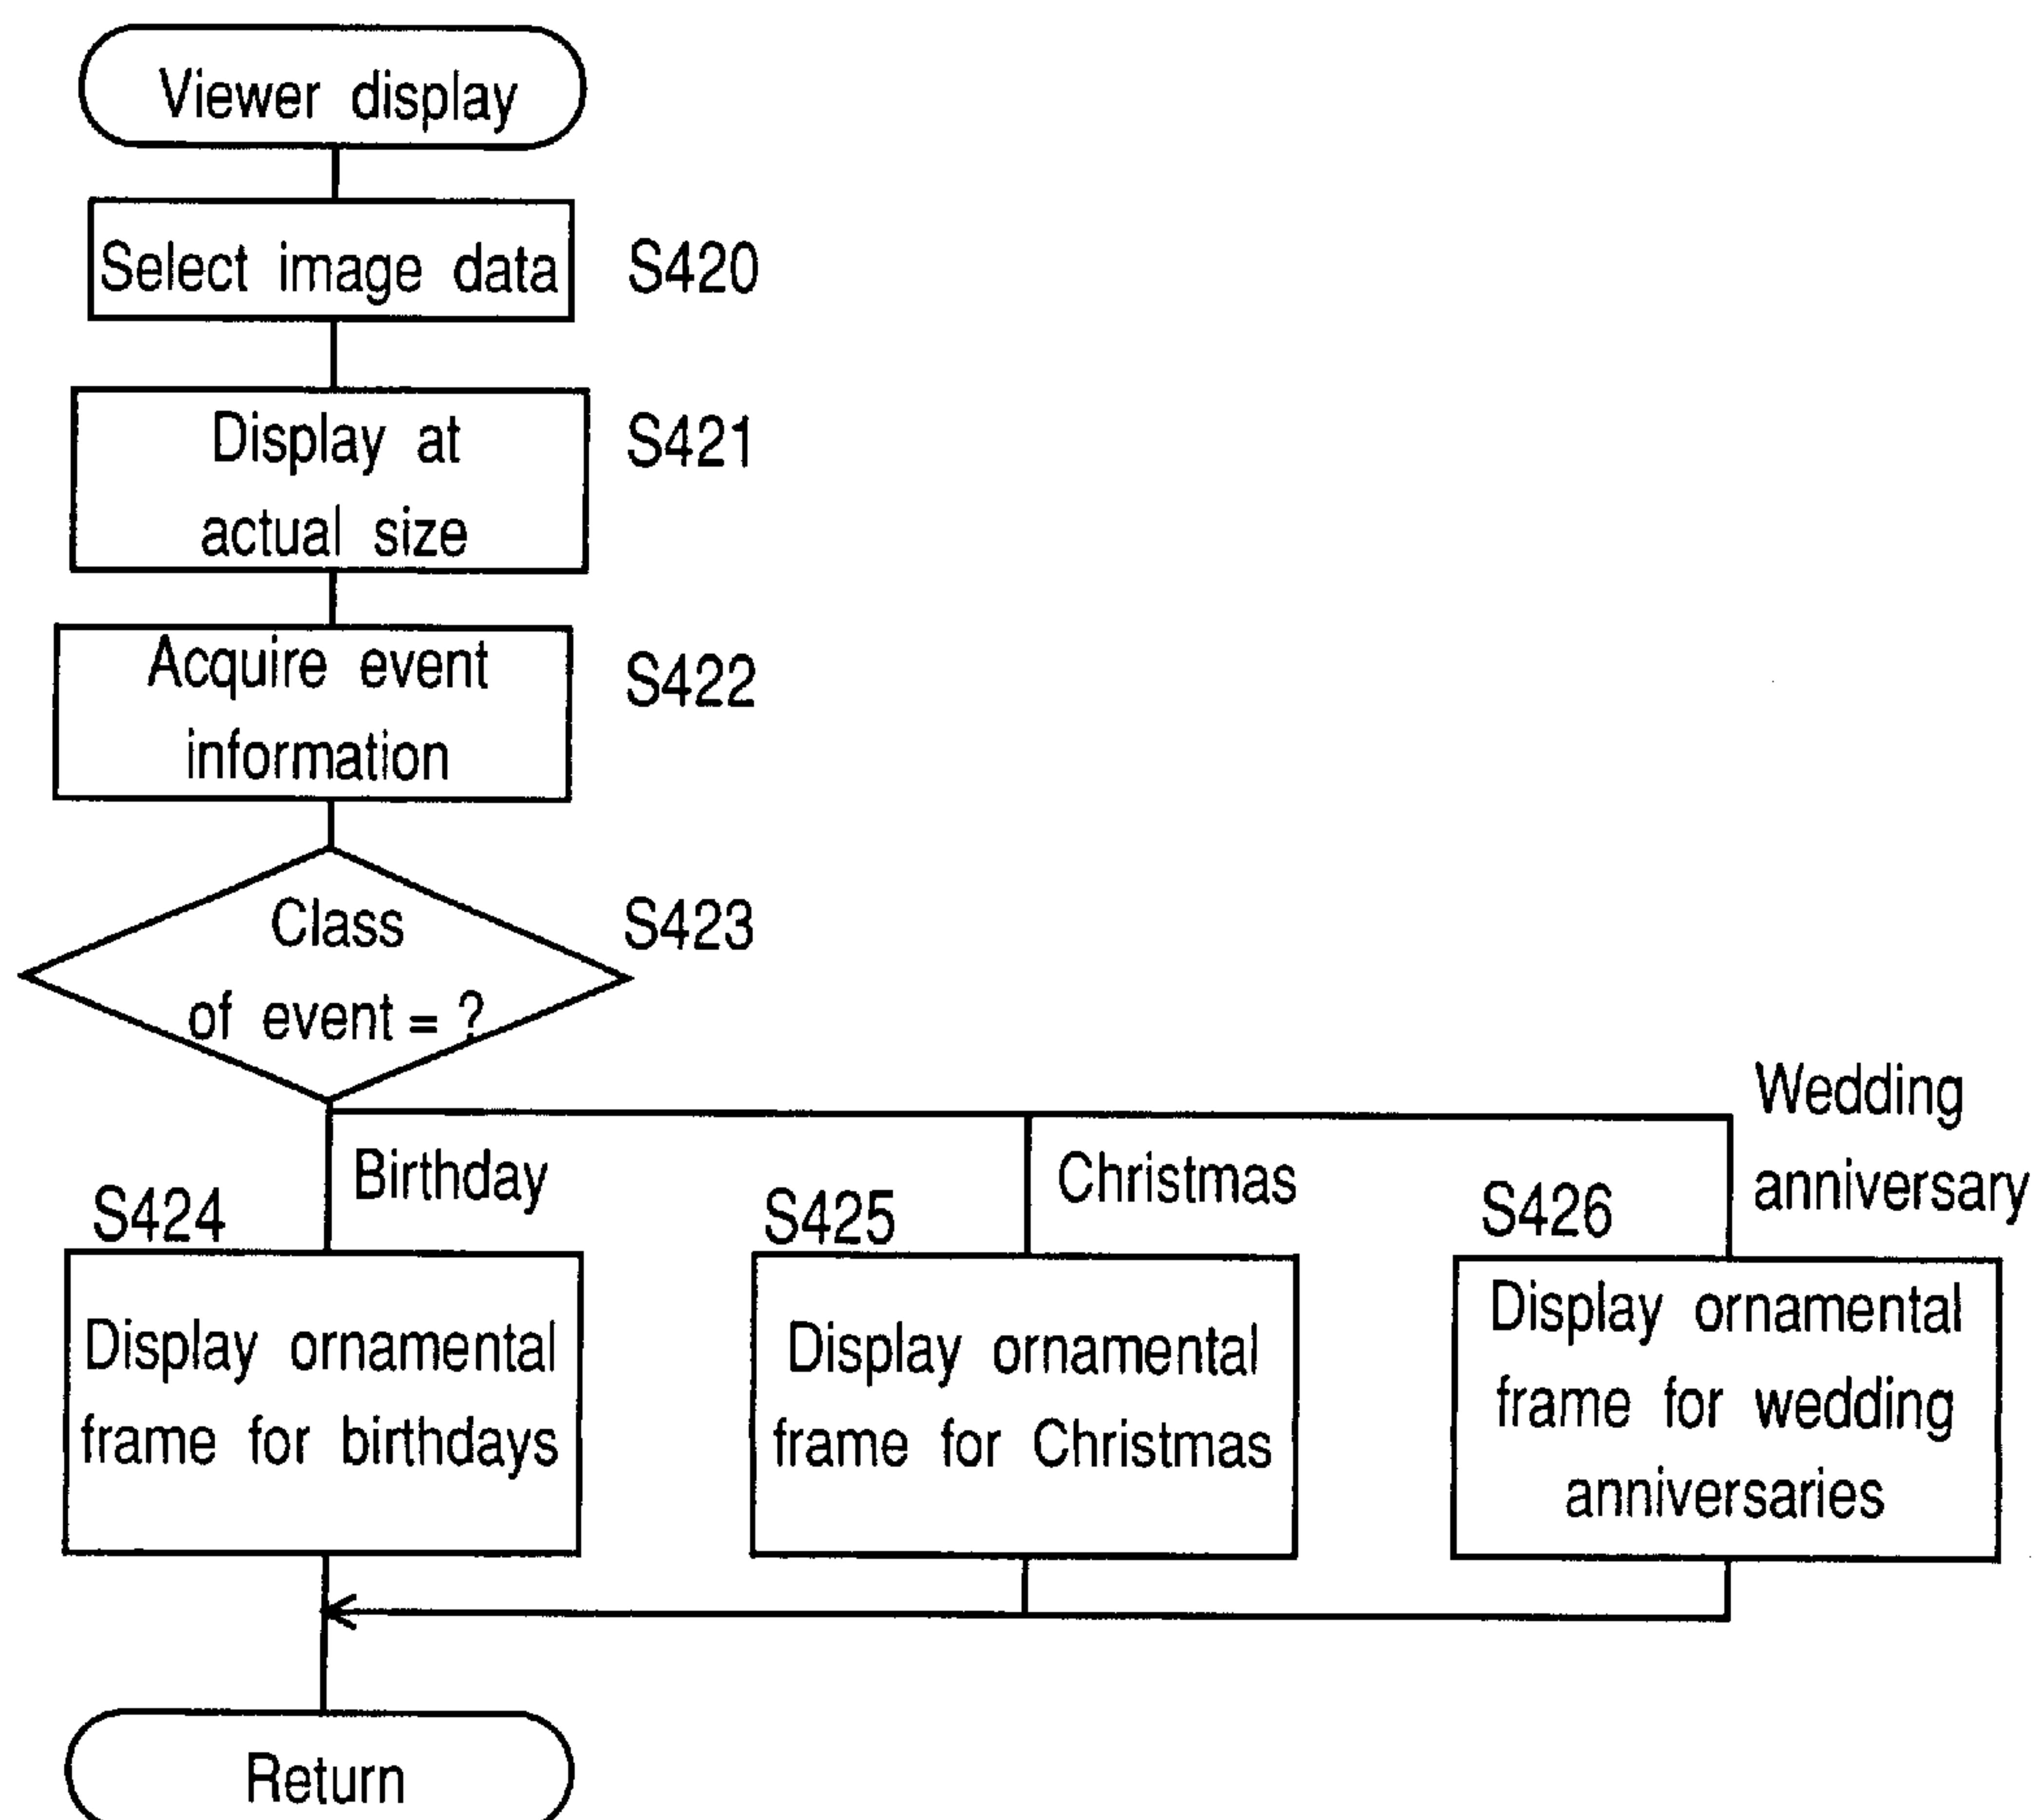 Viewer display
Select image data
S420
Display at
actual size
S421
Acquire event
information
S422
Class
of event = ?
S423
Birthday
Christmas
Wedding
anniversary
S424
Display ornamental
frame for birthdays
S425
Display ornamental
frame for Christmas
S426
Display ornamental
frame for wedding
anniversaries
Return